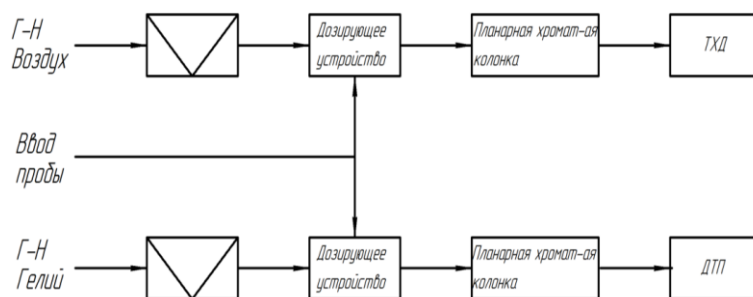 Г-Н
Воздух
Дозирующее
устройство
Планарная хромат-ая
колонка
ТХД
Ввод
пробы
Г-Н
Гелий
Дозирующее
устройство
Планарная хромат-ая
колонка
ДТП